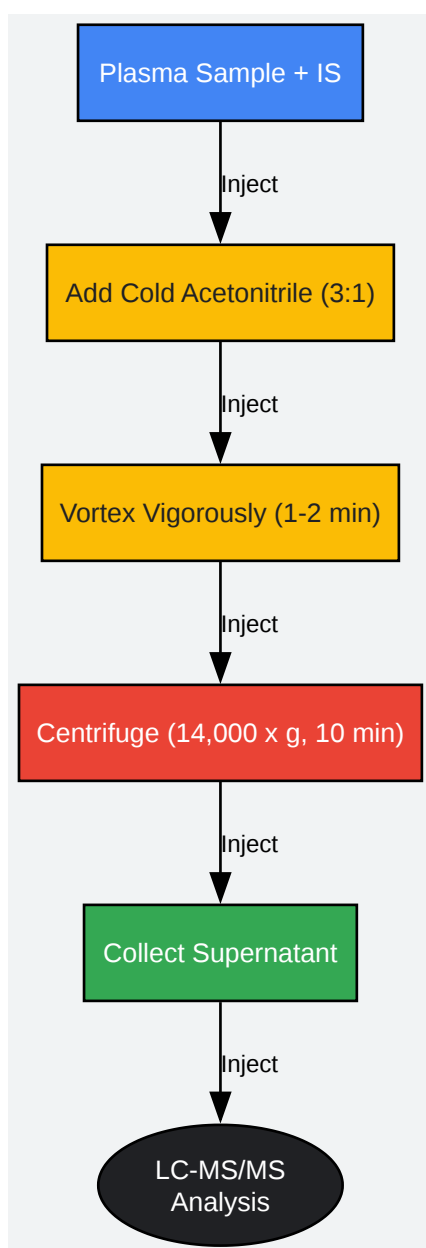 Plasma Sample + IS
Inject
Add Cold Acetonitrile (3:1)
Inject
Vortex Vigorously (1-2 min)
Inject
Centrifuge (14,000 x g, 10 min)
Inject
Collect Supernatant
Inject
LC-MS/MS
Analysis